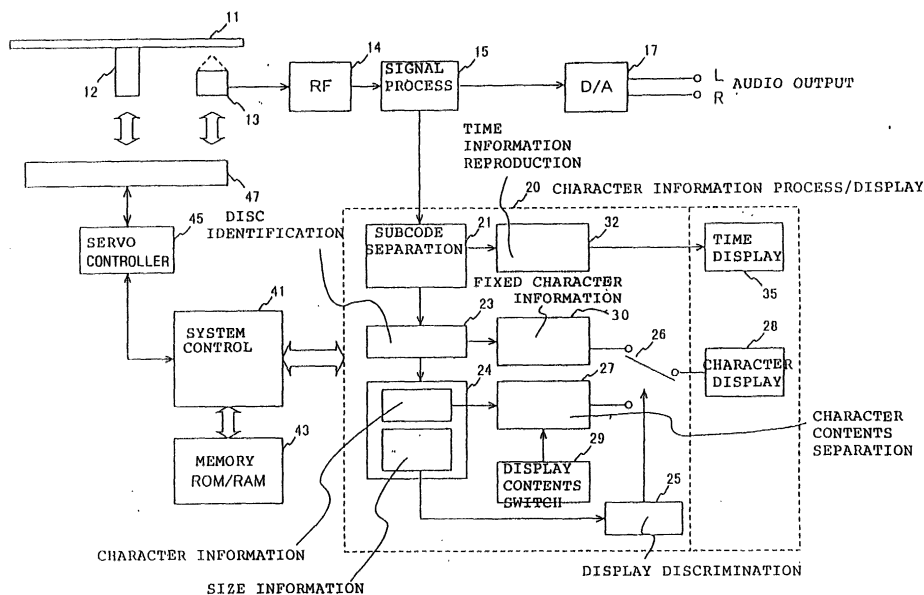 11
12
13
14
RF
15
SIGNAL
PROCESS
17
D/A
L
R
AUDIO OUTPUT
TIME
INFORMATION
REPRODUCTION
47
45
SERVO
CONTROLLER
DISC
IDENTIFICATION
20 CHARACTER INFORMATION PROCESS/DISPLAY
21
SUBCODE
SEPARATION
32
TIME
DISPLAY
35
FIXED CHARACTER
INFORMATION
30
41
SYSTEM
CONTROL
23
26
28
CHARACTER
DISPLAY
24
27
CHARACTER
CONTENTS
SEPARATION
43
MEMORY
ROM/RAM
29
DISPLAY
CONTENTS
SWITCH
25
CHARACTER INFORMATION
SIZE INFORMATION
DISPLAY DISCRIMINATION